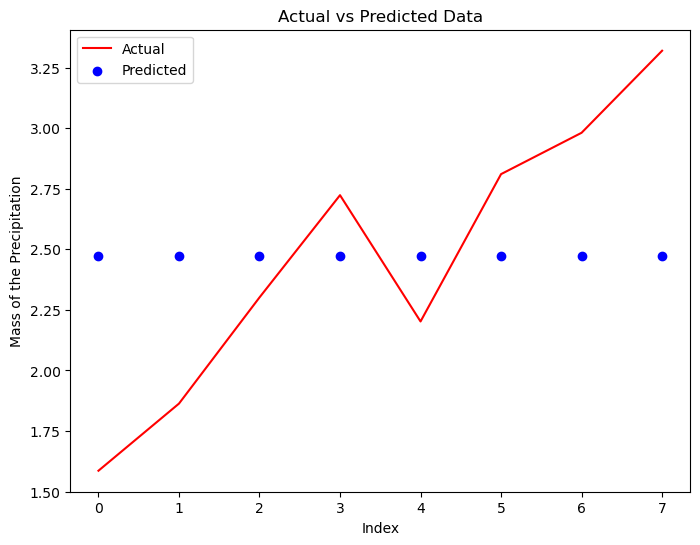 Actual vs Predicted Data
Actual
Predicted
3.25
3.00
2.75
2.50
2.25
2.00
1.75
1.50
Mass of the Precipitation
0 1 2 3 4 5 6 7
Index